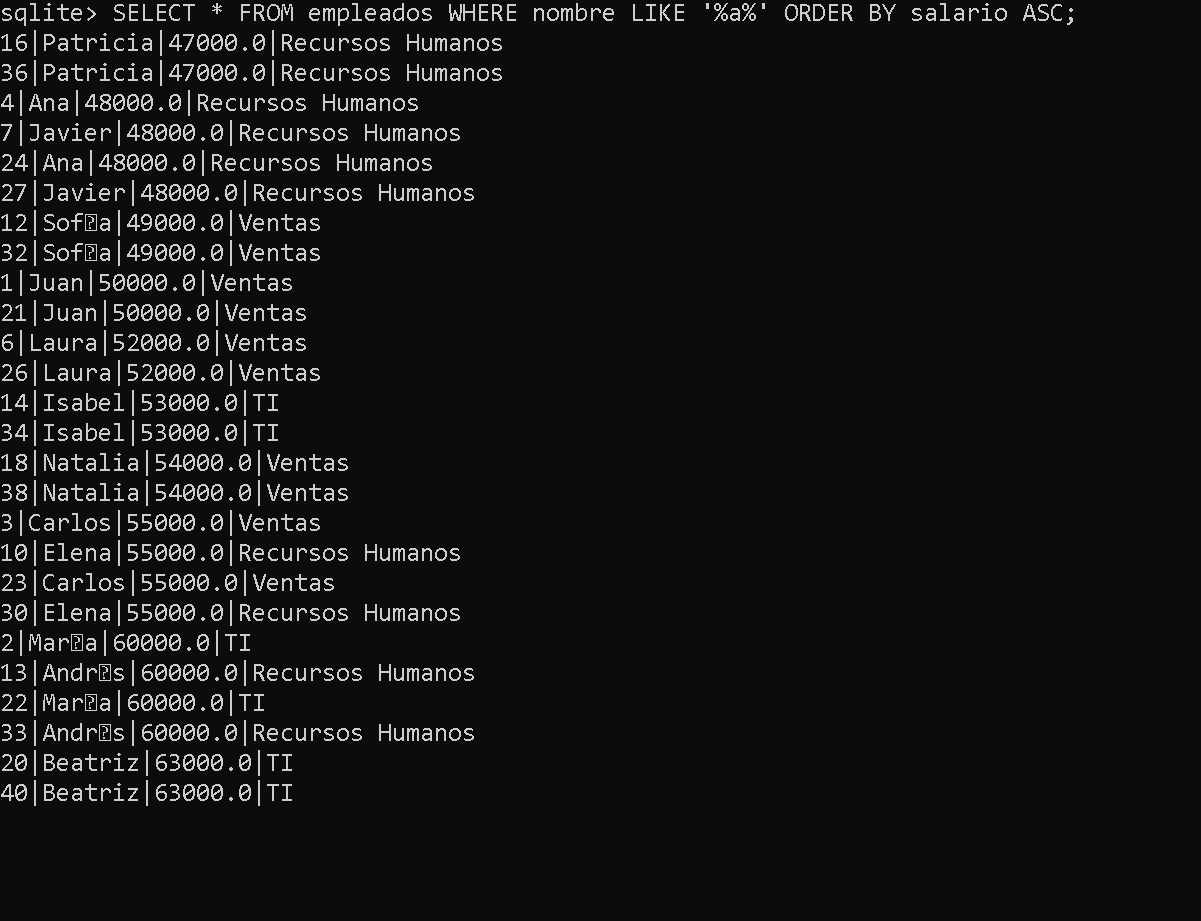 sqlite> SELECT * FROM empleados WHERE nombre LIKE '%a%' ORDER BY salario ASC;
16|Patricia|47000.0|Recursos Humanos
36|Patricia|47000.0|Recursos Humanos
4|Ana|48000.0|Recursos Humanos
7|Javier|48000.0|Recursos Humanos
24|Ana|48000.0|Recursos Humanos
27|Javier|48000.0|Recursos Humanos
12|Sof�a|49000.0|Ventas
32|Sof�a|49000.0|Ventas
1|Juan|50000.0|Ventas
21|Juan|50000.0|Ventas
6|Laura|52000.0|Ventas
26|Laura|52000.0|Ventas
14|Isabel|53000.0|TI
34|Isabel|53000.0|TI
18|Natalia|54000.0|Ventas
38|Natalia|54000.0|Ventas
3|Carlos|55000.0|Ventas
10|Elena|55000.0|Recursos Humanos
23|Carlos|55000.0|Ventas
30|Elena|55000.0|Recursos Humanos
2|Mar�a|60000.0|TI
13|Andr�s|60000.0|Recursos Humanos
22|Mar�a|60000.0|TI
33|Andr�s|60000.0|Recursos Humanos
20|Beatriz|63000.0|TI
40|Beatriz|63000.0|TI